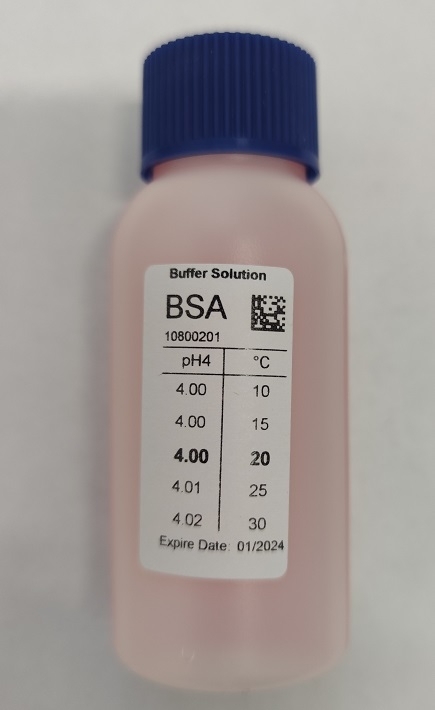 Buffer Solution
BSA
10800201
pH4 °C
4.00 10
4.00 15
4.00 20
4.01 25
4.02 30
Expire Date: 01/2024